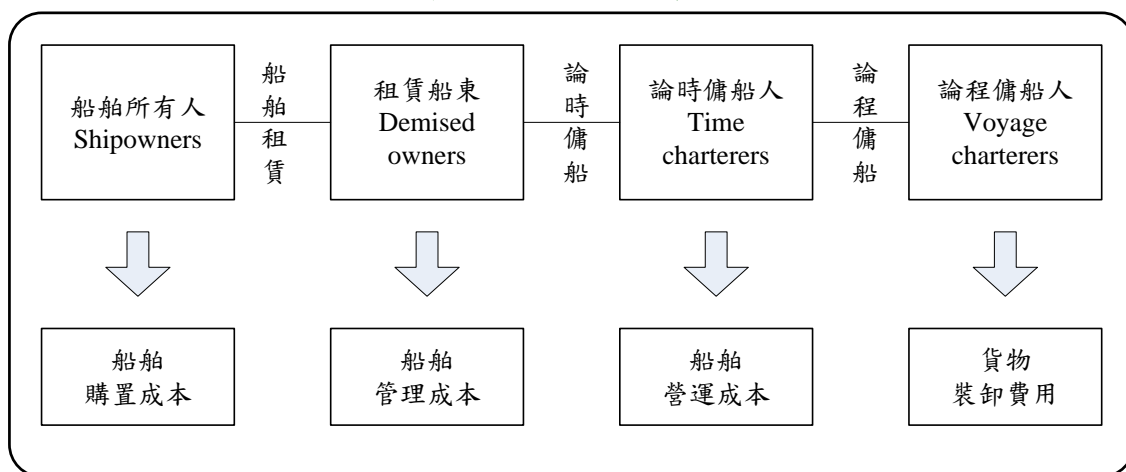 船舶所有人
Shipowners
船舶租賃
租賃船東
Demised
owners
論時傭船
論時傭船人
Time
charterers
論程傭船
論程傭船人
Voyage
charterers
船舶
購置成本
船舶
管理成本
船舶
營運成本
貨物
裝卸費用